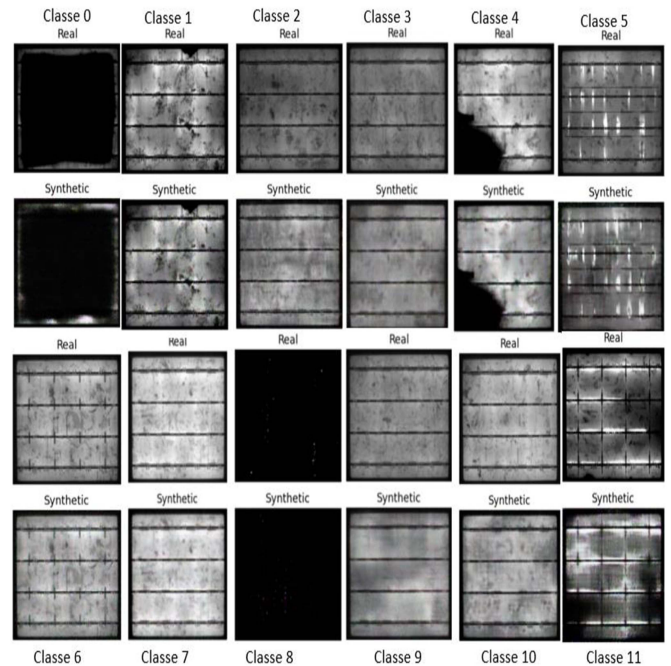 Classe 0 Classe 1 Classe 2 Classe 3 Classe 4 Classe 5
Real Real Real Real Real Real
Synthetic Synthetic Synthetic Synthetic Synthetic Synthetic
Real Real Real Real Real Real
Synthetic Synthetic Synthetic Synthetic Synthetic Synthetic
Classe 6 Classe 7 Classe 8 Classe 9 Classe 10 Classe 11